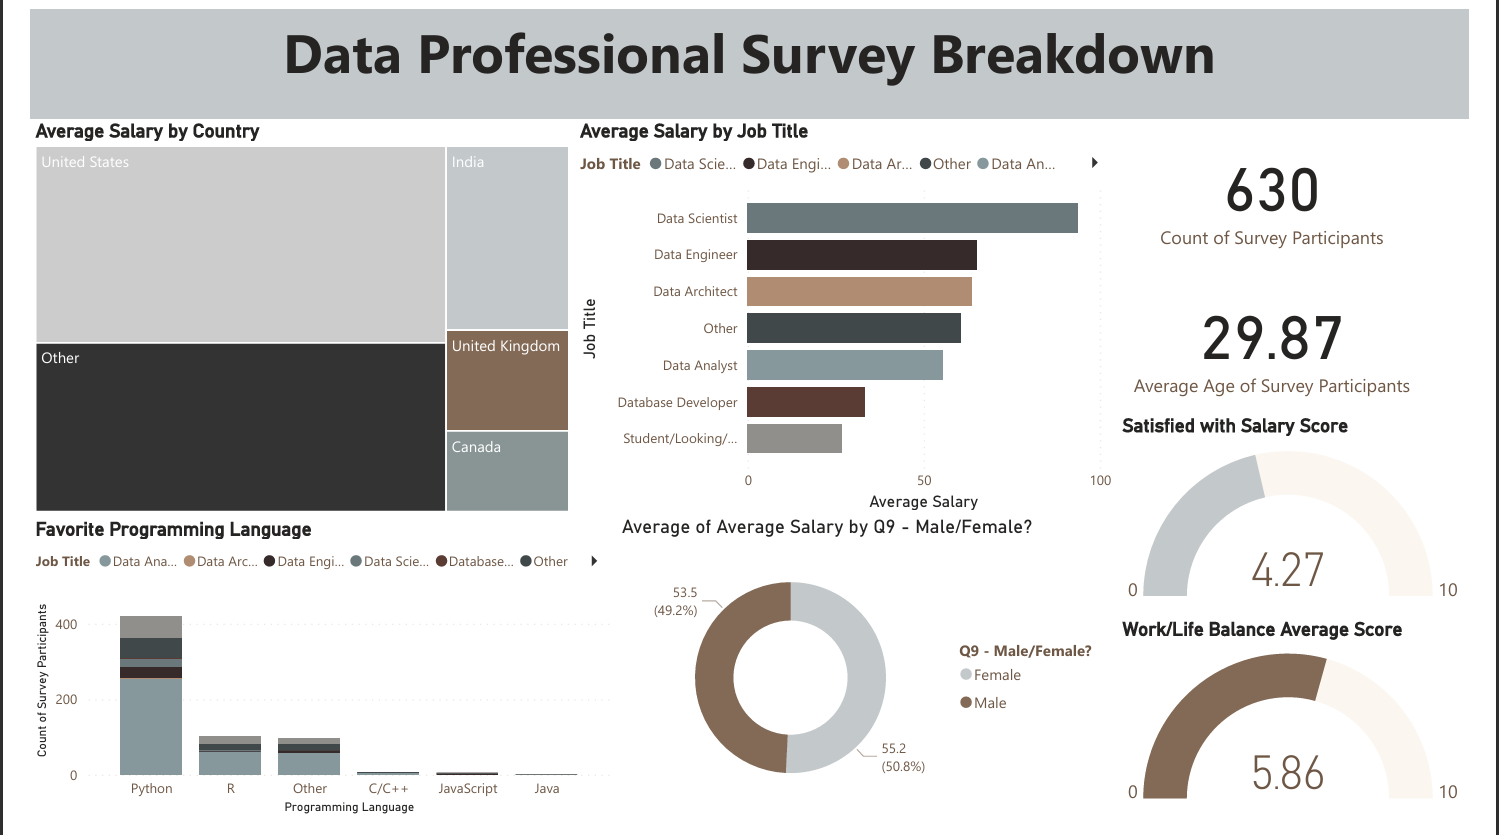 Data Professional Survey Breakdown
Average Salary by Country
United States
India
Other
United Kingdom
Canada
Average Salary by Job Title
Job Title Data Scie... Data Engi... Data Ar... Other Data An...
Job Title
Data Scientist
Data Engineer
Data Architect
Other
Data Analyst
Database Developer
Student/Looking/...
0 50 100
Average Salary
630
Count of Survey Participants
29.87
Average Age of Survey Participants
Satisfied with Salary Score
4.27
0 10
Favorite Programming Language
Job Title Data Ana... Data Arc... Data Engi... Data Scie... Database... Other
Count of Survey Participants
400
200
0
Python R Other C/C++ JavaScript Java
Programming Language
Average of Average Salary by Q9 - Male/Female?
53.5
(49.2%)
55.2
(50.8%)
Q9 - Male/Female?
Female
Male
Work/Life Balance Average Score
5.86
0 10